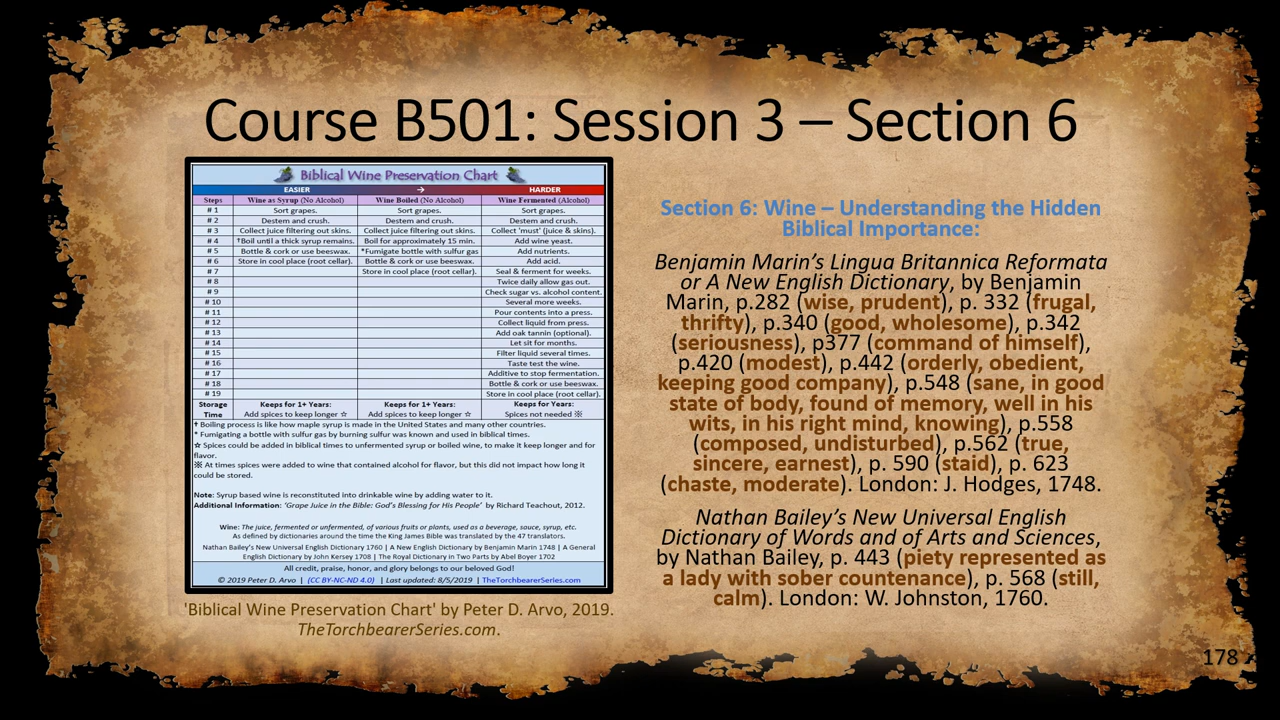 Course B501: Session 3 – Section 6
Biblical Wine Preservation Chart
EASIER → HARDER
Steps Wine as Syrup (No Alcohol) Wine Boiled (No Alcohol) Wine Fermented (Alcohol)
# 1 Sort grapes. Sort grapes. Sort grapes.
# 2 Destem and crush. Destem and crush. Destem and crush.
# 3 Collect juice filtering out skins. Collect juice filtering out skins. Collect 'must' (juice & skins).
# 4 †Boil until a thick syrup remains. Boil for approximately 15 min. Add wine yeast.
# 5 Bottle & cork or use beeswax. *Fumigate bottle with sulfur gas Add nutrients.
# 6 Store in cool place (root cellar). Bottle & cork or use beeswax. Add acid.
# 7 Store in cool place (root cellar). Seal & ferment for weeks.
# 8 Twice daily allow gas out.
# 9 Check sugar vs. alcohol content.
# 10 Several more weeks.
# 11 Pour contents into a press.
# 12 Collect liquid from press.
# 13 Add oak tannin (optional).
# 14 Let sit for months.
# 15 Filter liquid several times.
# 16 Taste test the wine.
# 17 Additive to stop fermentation.
# 18 Bottle & cork or use beeswax.
# 19 Store in cool place (root cellar).
Storage Keeps for 1+ Years: Keeps for 1+ Years: Keeps for Years:
Time Add spices to keep longer ☆ Add spices to keep longer ☆ Spices not needed ※
† Boiling process is like how maple syrup is made in the United States and many other countries.
* Fumigating a bottle with sulfur gas by burning sulfur was known and used in biblical times.
☆ Spices could be added in biblical times to unfermented syrup or boiled wine, to make it keep longer and for
flavor.
※ At times spices were added to wine that contained alcohol for flavor, but this did not impact how long it
could be stored.
Note: Syrup based wine is reconstituted into drinkable wine by adding water to it.
Additional Information: 'Grape Juice in the Bible: God's Blessing for His People' by Richard Teachout, 2012.
Wine: The juice, fermented or unfermented, of various fruits or plants, used as a beverage, sauce, syrup, etc.
As defined by dictionaries around the time the King James Bible was translated by the 47 translators.
Nathan Bailey's New Universal English Dictionary 1760 | A New English Dictionary by Benjamin Marin 1748 | A General
English Dictionary by John Kersey 1708 | The Royal Dictionary in Two Parts by Abel Boyer 1702
All credit, praise, honor, and glory belongs to our beloved God!
© 2019 Peter D. Arvo | (CC BY-NC-ND 4.0) | Last updated: 8/5/2019 | TheTorchbearerSeries.com
'Biblical Wine Preservation Chart' by Peter D. Arvo, 2019.
TheTorchbearerSeries.com.
Section 6: Wine – Understanding the Hidden
Biblical Importance:
Benjamin Marin's Lingua Britannica Reformata
or A New English Dictionary, by Benjamin
Marin, p.282 (wise, prudent), p. 332 (frugal,
thrifty), p.340 (good, wholesome), p.342
(seriousness), p377 (command of himself),
p.420 (modest), p.442 (orderly, obedient,
keeping good company), p.548 (sane, in good
state of body, found of memory, well in his
wits, in his right mind, knowing), p.558
(composed, undisturbed), p.562 (true,
sincere, earnest), p. 590 (staid), p. 623
(chaste, moderate). London: J. Hodges, 1748.
Nathan Bailey's New Universal English
Dictionary of Words and of Arts and Sciences,
by Nathan Bailey, p. 443 (piety represented as
a lady with sober countenance), p. 568 (still,
calm). London: W. Johnston, 1760.
178